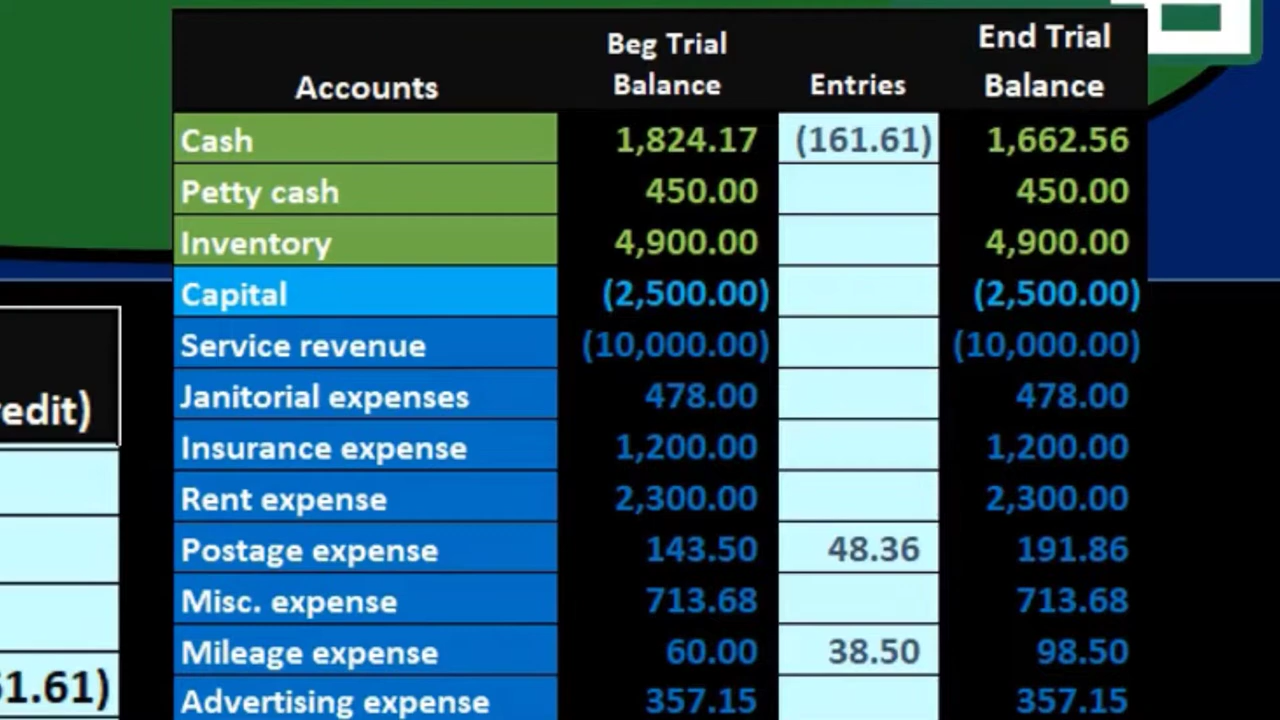 Accounts Beg Trial Balance Entries End Trial Balance
Cash 1,824.17 (161.61) 1,662.56
Petty cash 450.00 450.00
Inventory 4,900.00 4,900.00
Capital (2,500.00) (2,500.00)
Service revenue (10,000.00) (10,000.00)
redit) Janitorial expenses 478.00 478.00
Insurance expense 1,200.00 1,200.00
Rent expense 2,300.00 2,300.00
Postage expense 143.50 48.36 191.86
Misc. expense 713.68 713.68
Mileage expense 60.00 38.50 98.50
1.61) Advertising expense 357.15 357.15